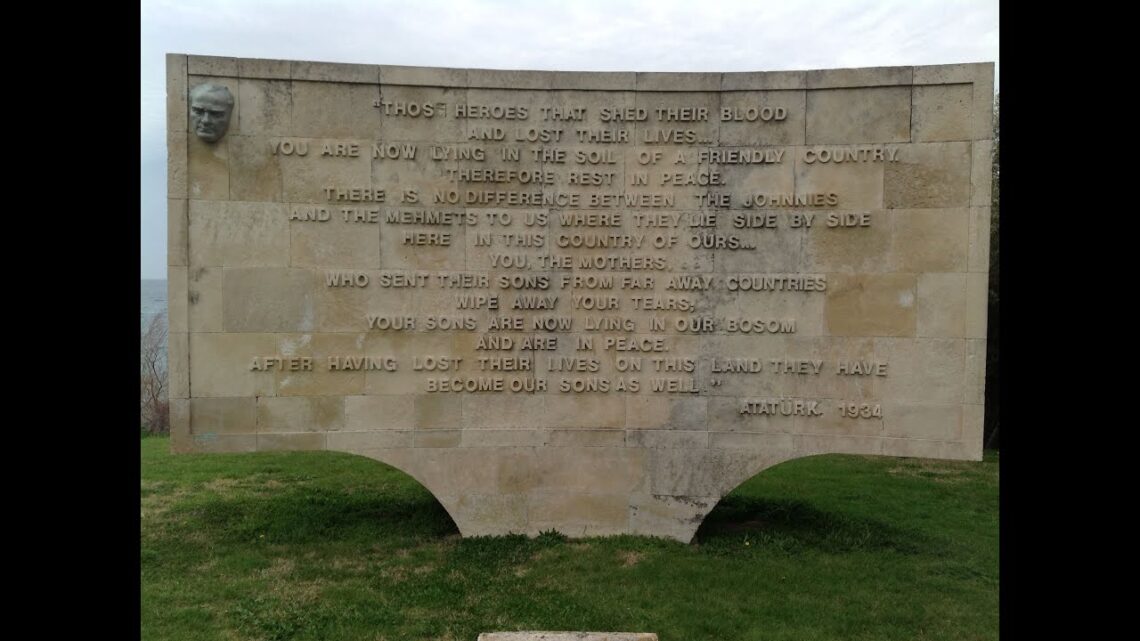 "THOSE HEROES THAT SHED THEIR BLOOD
AND LOST THEIR LIVES...
YOU ARE NOW LYING IN THE SOIL OF A FRIENDLY COUNTRY.
THEREFORE REST IN PEACE.
THERE IS NO DIFFERENCE BETWEEN THE JOHNNIES
AND THE MEHMETS TO US WHERE THEY LIE SIDE BY SIDE
HERE IN THIS COUNTRY OF OURS...
YOU, THE MOTHERS,
WHO SENT THEIR SONS FROM FAR AWAY COUNTRIES
WIPE AWAY YOUR TEARS;
YOUR SONS ARE NOW LYING IN OUR BOSOM
AND ARE IN PEACE.
AFTER HAVING LOST THEIR LIVES ON THIS LAND THEY HAVE
BECOME OUR SONS AS WELL."
ATATÜRK. 1934